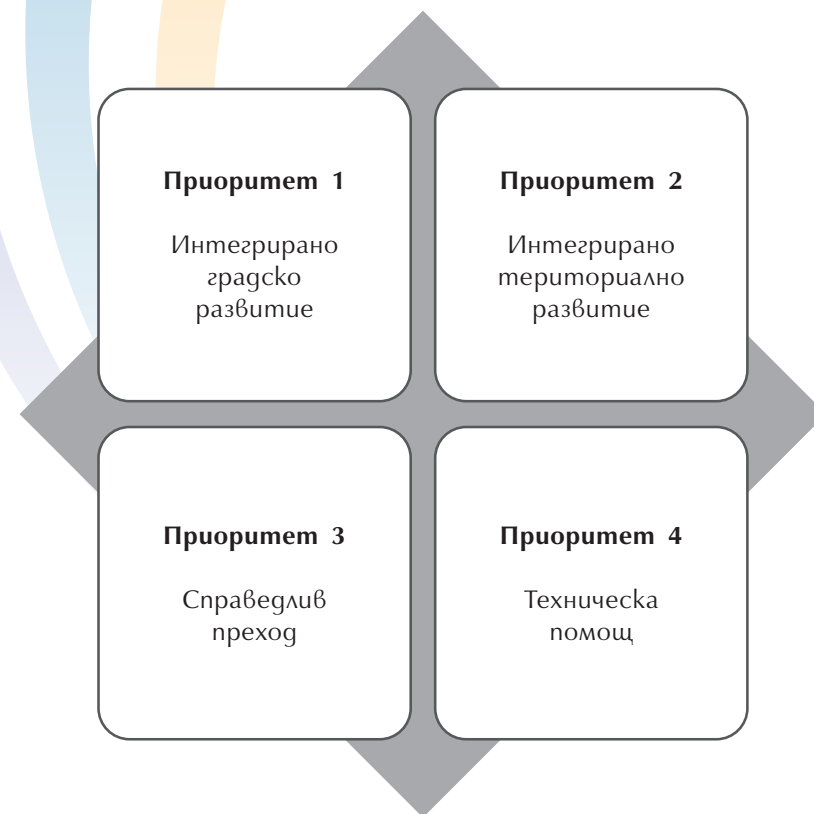 Приоритет 1
Интегрирано
градско
развитие
Приоритет 2
Интегрирано
териториално
развитие
Приоритет 3
Справедлив
преход
Приоритет 4
Техническа
помощ